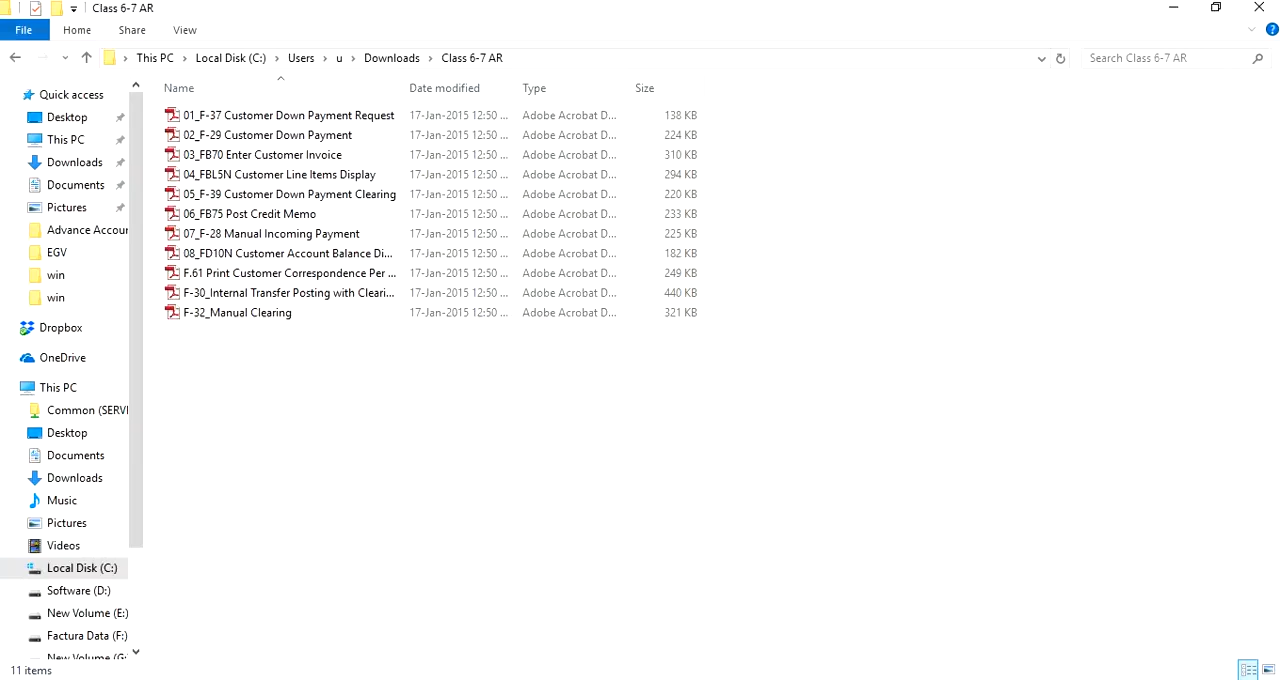 Class 6-7 AR
File Home Share View
This PC Local Disk (C:) Users u Downloads Class 6-7 AR Search Class 6-7 AR
Name Date modified Type Size
Quick access
Desktop
This PC
Downloads
Documents
Pictures
Advance Accour
EGV
win
win
Dropbox
OneDrive
This PC
Common (SERVI
Desktop
Documents
Downloads
Music
Pictures
Videos
Local Disk (C:)
Software (D:)
New Volume (E:)
Factura Data (F:)
New Volume (G:
01_F-37 Customer Down Payment Request 17-Jan-2015 12:50 ... Adobe Acrobat D... 138 KB
02_F-29 Customer Down Payment 17-Jan-2015 12:50 ... Adobe Acrobat D... 224 KB
03_FB70 Enter Customer Invoice 17-Jan-2015 12:50 ... Adobe Acrobat D... 310 KB
04_FBL5N Customer Line Items Display 17-Jan-2015 12:50 ... Adobe Acrobat D... 294 KB
05_F-39 Customer Down Payment Clearing 17-Jan-2015 12:50 ... Adobe Acrobat D... 220 KB
06_FB75 Post Credit Memo 17-Jan-2015 12:50 ... Adobe Acrobat D... 233 KB
07_F-28 Manual Incoming Payment 17-Jan-2015 12:50 ... Adobe Acrobat D... 225 KB
08_FD10N Customer Account Balance Di... 17-Jan-2015 12:50 ... Adobe Acrobat D... 182 KB
F.61 Print Customer Correspondence Per ... 17-Jan-2015 12:50 ... Adobe Acrobat D... 249 KB
F-30_Internal Transfer Posting with Cleari... 17-Jan-2015 12:50 ... Adobe Acrobat D... 440 KB
F-32_Manual Clearing 17-Jan-2015 12:50 ... Adobe Acrobat D... 321 KB
11 items